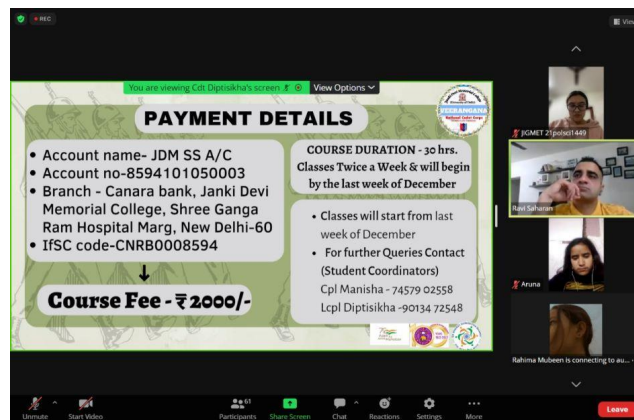 REC
View
You are viewing Cdt Diptisikha's screen
View Options
VEERANGANA
National Cadet Corps
PAYMENT DETAILS
• Account name- JDM SS A/C
• Account no-8594101050003
• Branch - Canara bank, Janki Devi
Memorial College, Shree Ganga
Ram Hospital Marg, New Delhi-60
• IfSC code-CNRB0008594
Course Fee - ₹ 2000/-
COURSE DURATION - 30 hrs.
Classes Twice a Week & will begin
by the last week of December
• Classes will start from last
week of December
• For further Queries Contact
(Student Coordinators)
Cpl Manisha - 74579 02558
Lcpl Diptisikha -90134 72548
JIGMET 21polsci1449
Ravi Saharan
Aruna
Rahima Mubeen is connecting to au...
Unmute
Start Video
61
Participants
Share Screen
Chat
Reactions
Settings
More
Leave